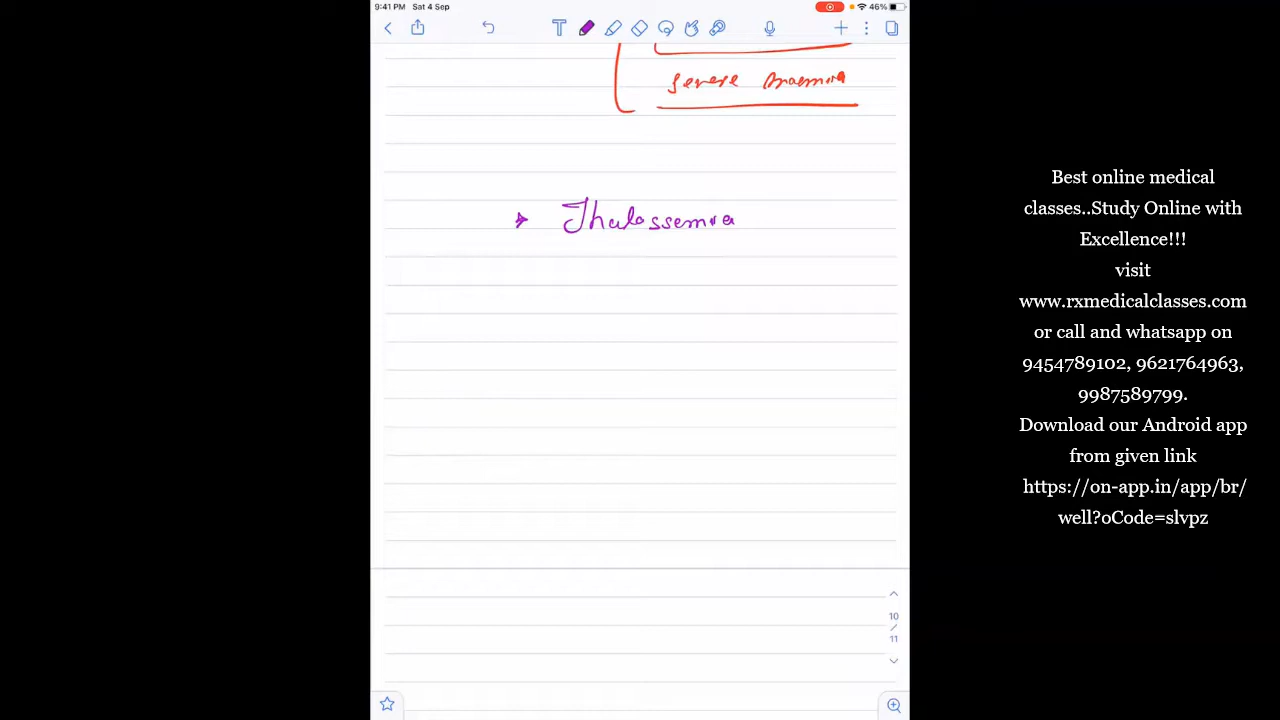 9:41 PM Sat 4 Sep
46%
T
Severe Anaemia
Thalassemia
10
/
11
Best online medical
classes..Study Online with
Excellence!!!
visit
www.rxmedicalclasses.com
or call and whatsapp on
9454789102, 9621764963,
9987589799.
Download our Android app
from given link
https://on-app.in/app/br/
well?oCode=slvpz